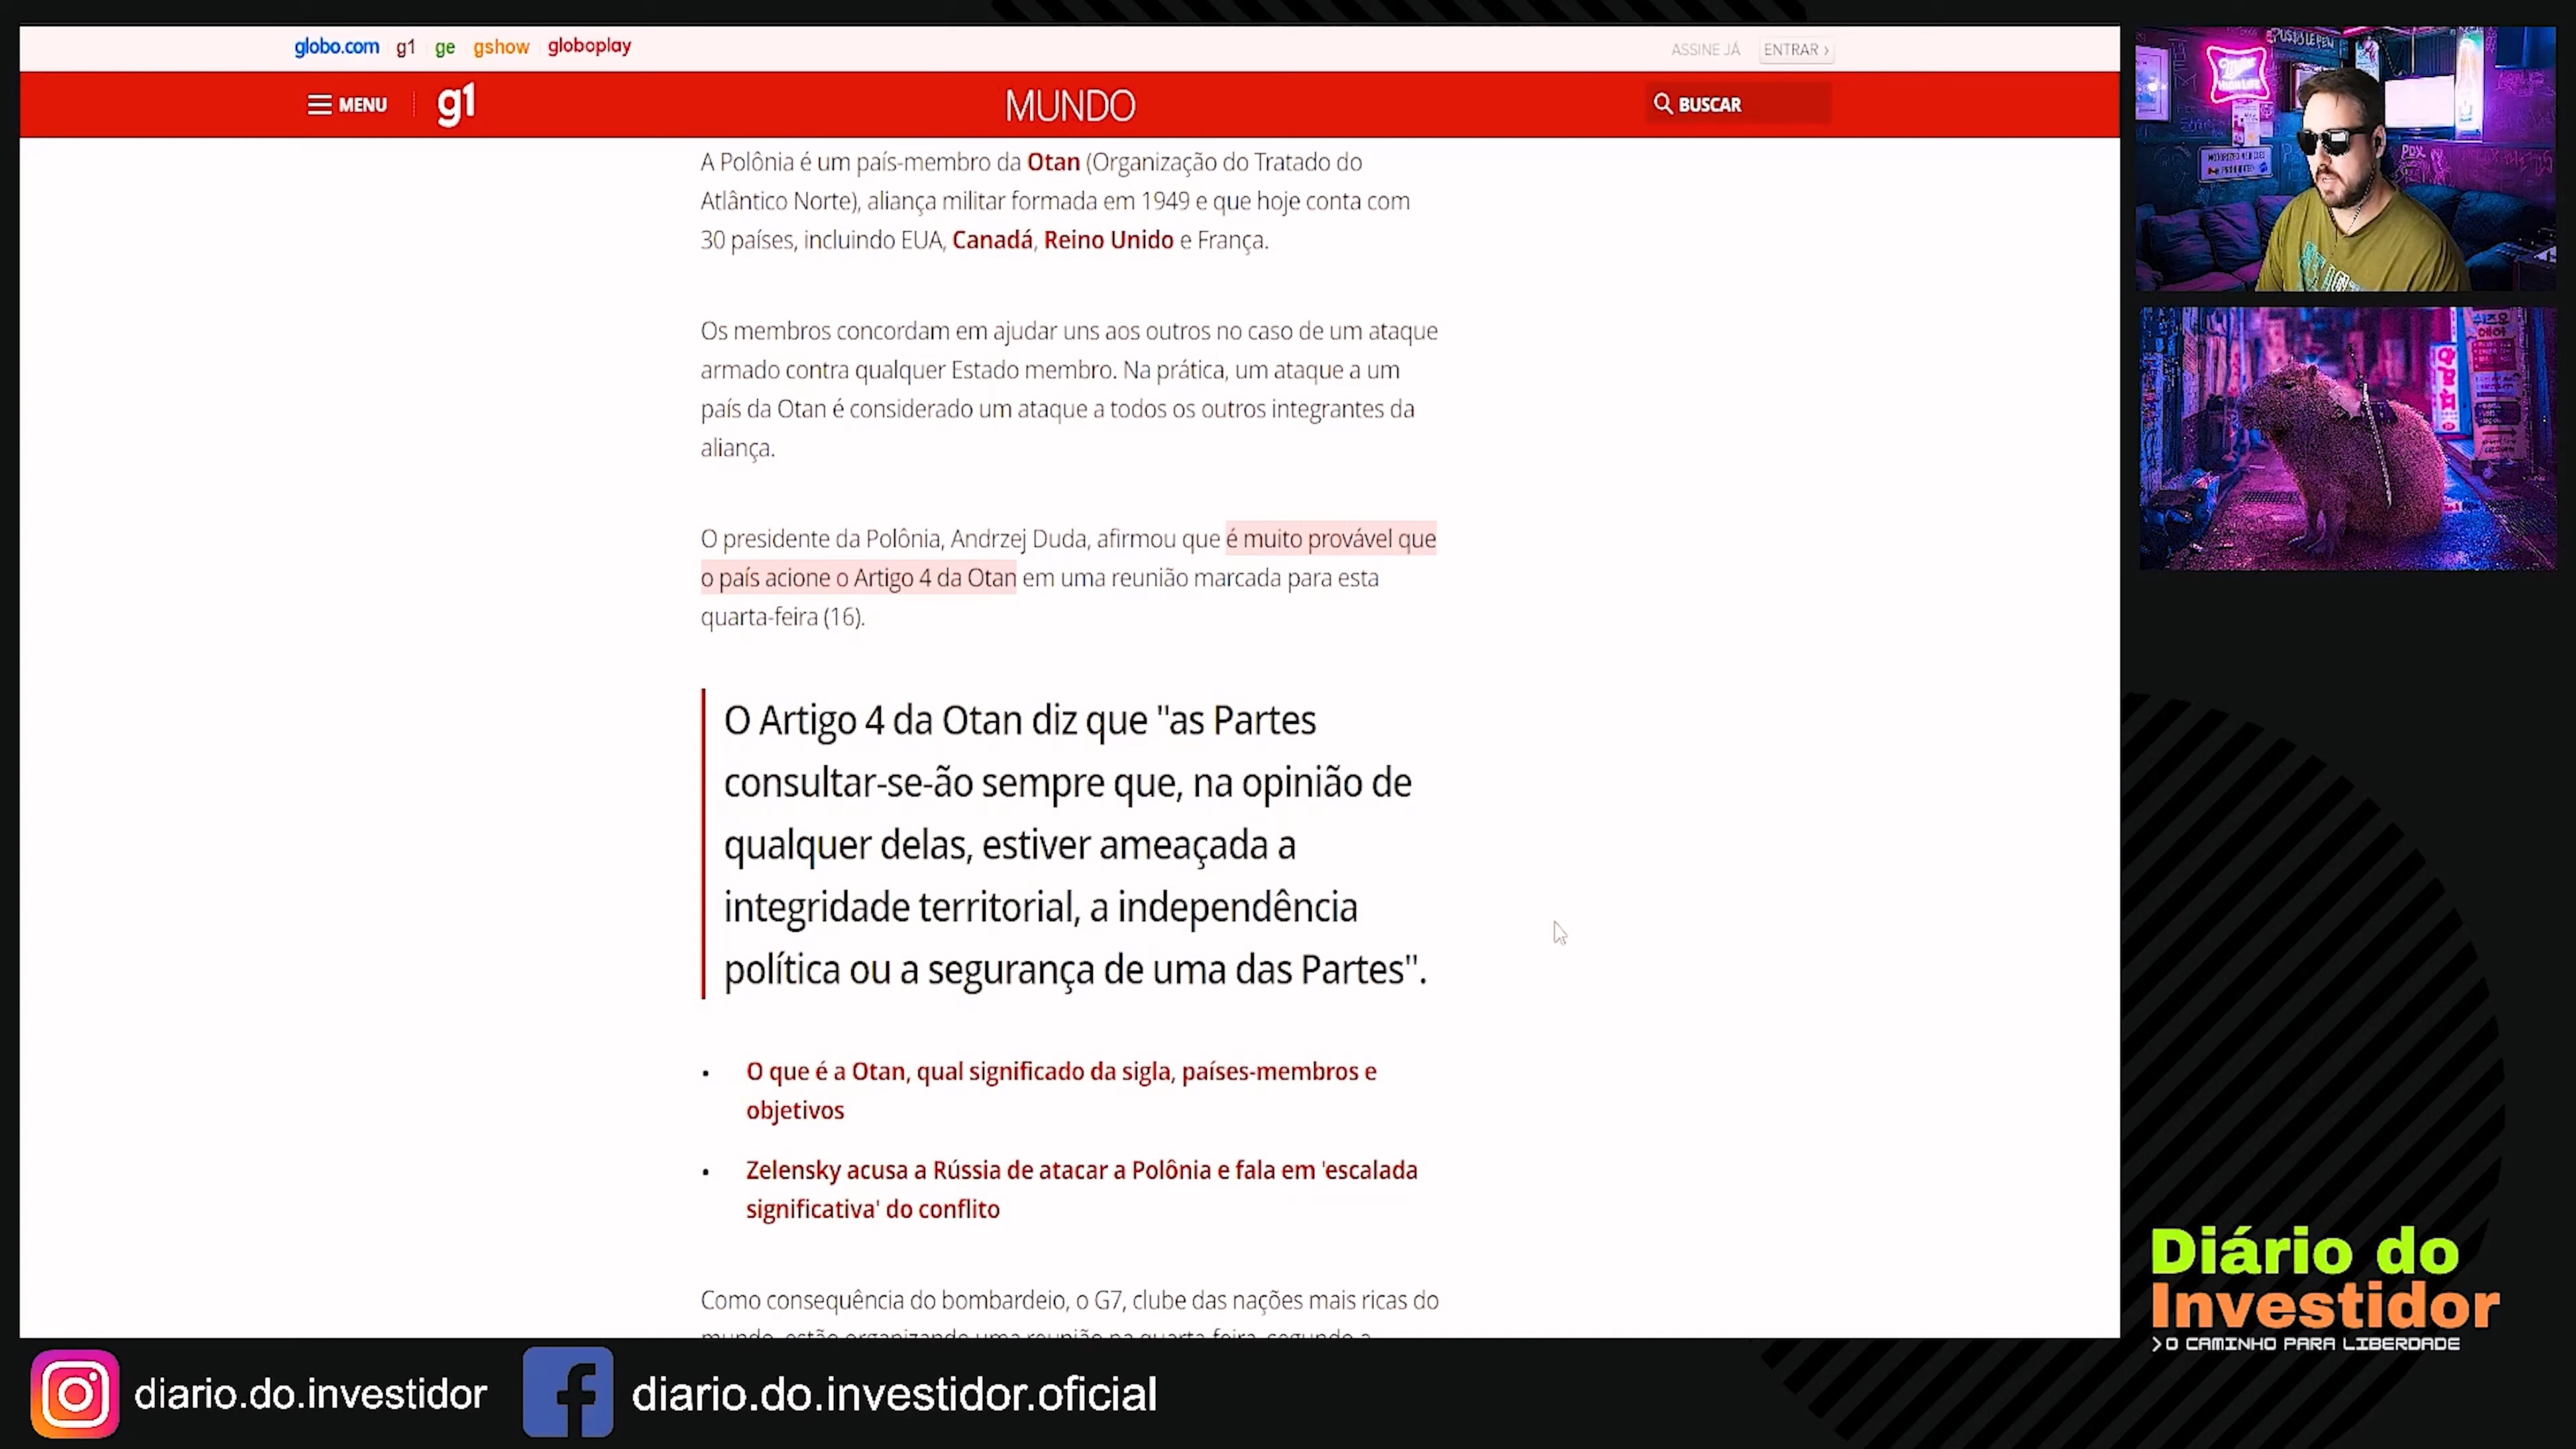 globo.com g1 ge gshow globoplay
ASSINE JÁ ENTRAR ›
MENU g1 MUNDO BUSCAR
A Polônia é um país-membro da Otan (Organização do Tratado do
Atlântico Norte), aliança militar formada em 1949 e que hoje conta com
30 países, incluindo EUA, Canadá, Reino Unido e França.
Os membros concordam em ajudar uns aos outros no caso de um ataque
armado contra qualquer Estado membro. Na prática, um ataque a um
país da Otan é considerado um ataque a todos os outros integrantes da
aliança.
O presidente da Polônia, Andrzej Duda, afirmou que é muito provável que
o país acione o Artigo 4 da Otan em uma reunião marcada para esta
quarta-feira (16).
O Artigo 4 da Otan diz que "as Partes
consultar-se-ão sempre que, na opinião de
qualquer delas, estiver ameaçada a
integridade territorial, a independência
política ou a segurança de uma das Partes".
• O que é a Otan, qual significado da sigla, países-membros e
objetivos
• Zelensky acusa a Rússia de atacar a Polônia e fala em 'escalada
significativa' do conflito
Como consequência do bombardeio, o G7, clube das nações mais ricas do
Diário do
Investidor
>O CAMINHO PARA LIBERDADE
diario.do.investidor
diario.do.investidor.oficial